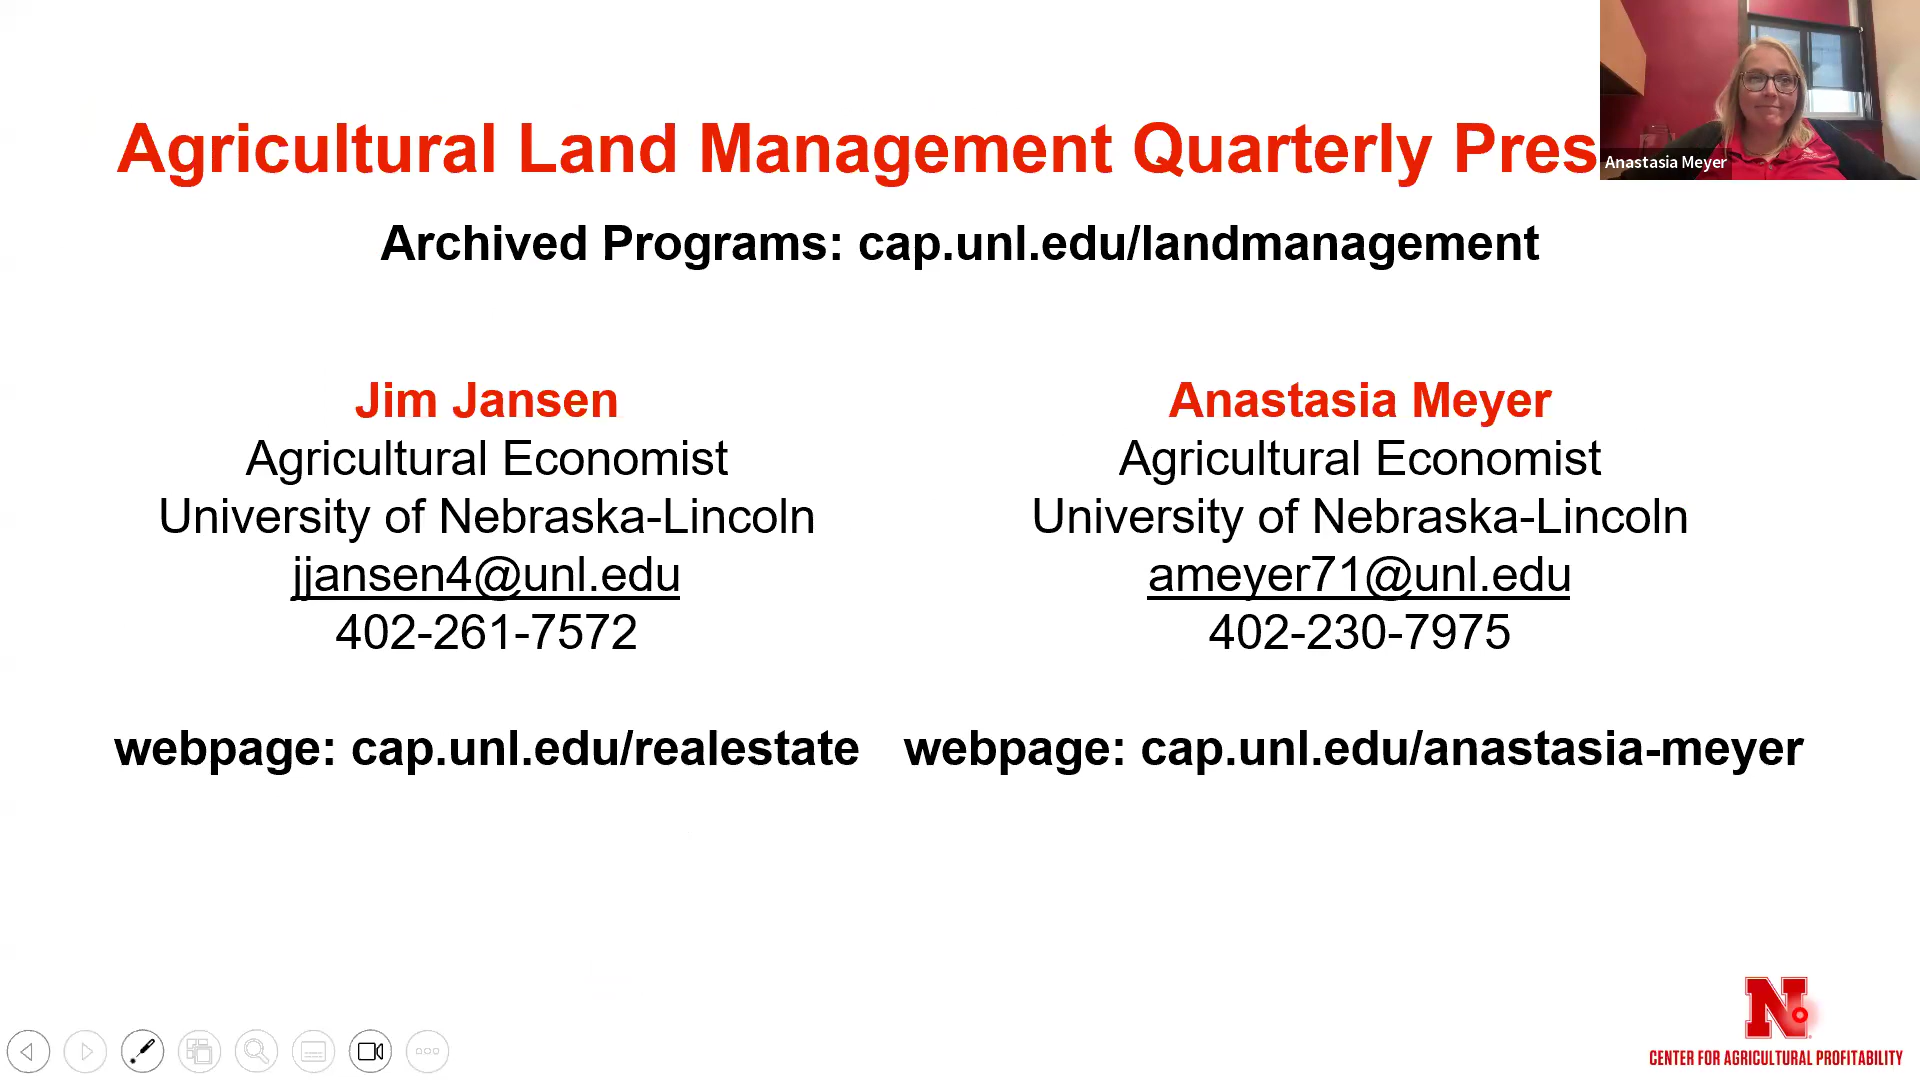 Agricultural Land Management Quarterly Pres
Anastasia Meyer
Archived Programs: cap.unl.edu/landmanagement
Jim Jansen
Agricultural Economist
University of Nebraska-Lincoln
jjansen4@unl.edu
402-261-7572
webpage: cap.unl.edu/realestate
Anastasia Meyer
Agricultural Economist
University of Nebraska-Lincoln
ameyer71@unl.edu
402-230-7975
webpage: cap.unl.edu/anastasia-meyer
N
CENTER FOR AGRICULTURAL PROFITABILITY